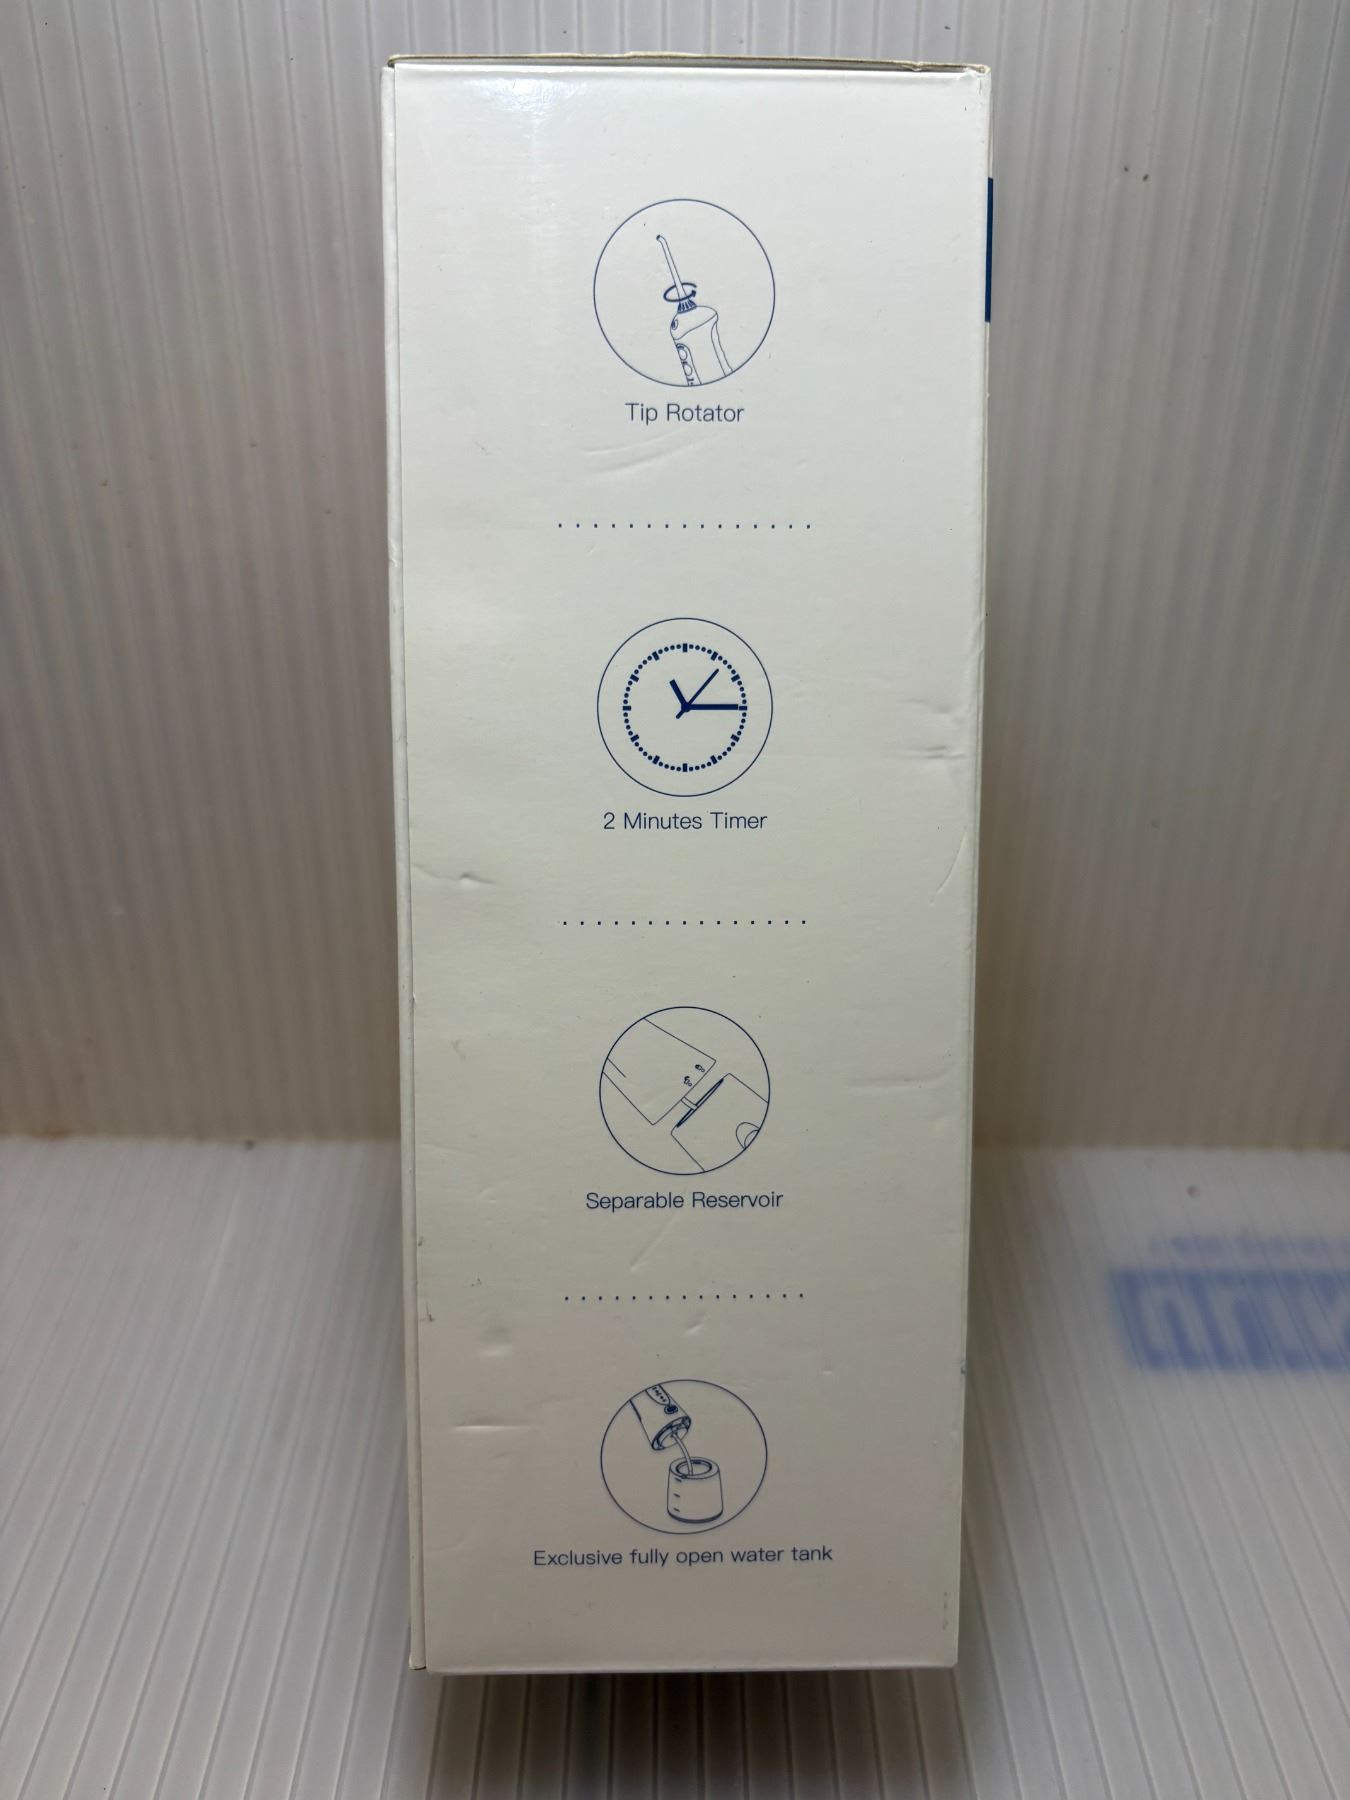 Tip Rotator
2 Minutes Timer
Separable Reservoir
Exclusive fully open water tank